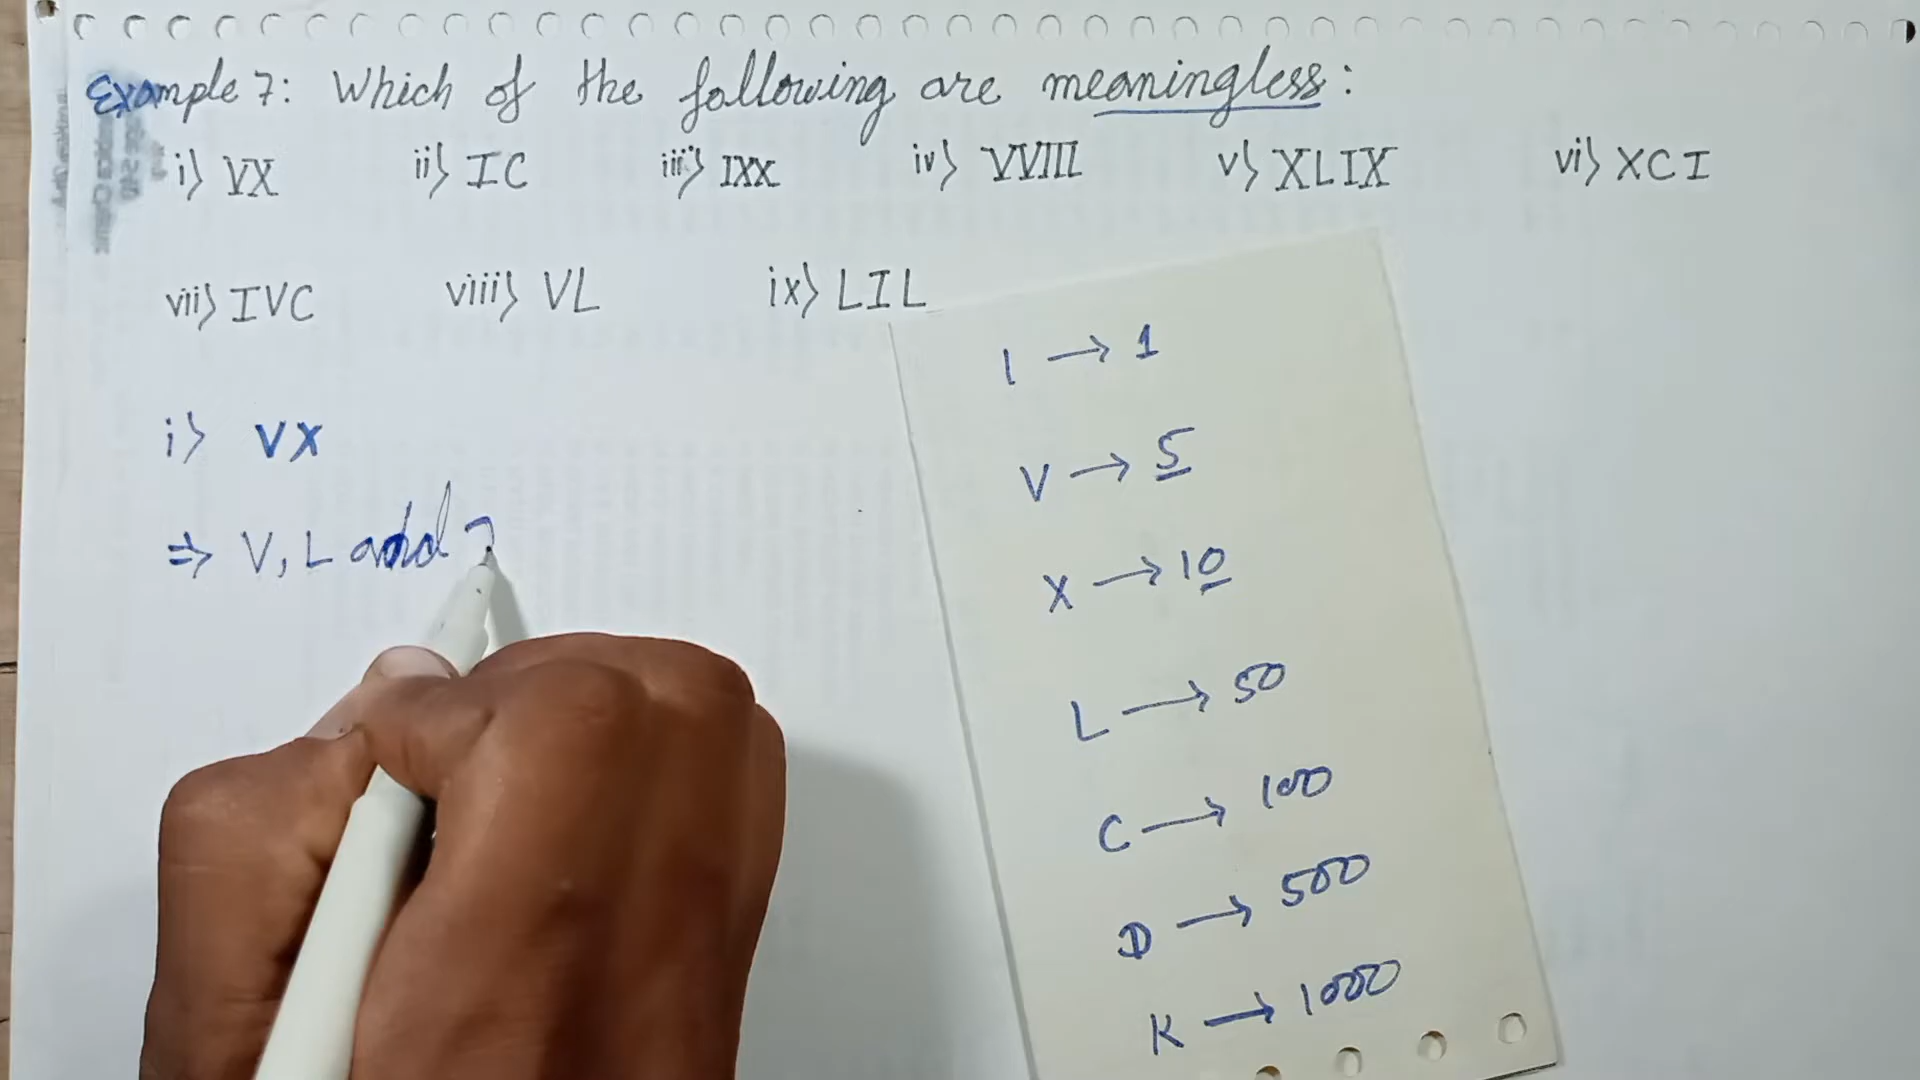 Example 7: Which of the following are meaningless:
i) VX ii) IC iii) IXX iv) VVIII v) XLIX vi) XCI
vii) IVC viii) VL ix) LIL
i) VX
⇒ V, L and
I → 1
V → 5
X → 10
L → 50
C → 100
D → 500
K → 1000